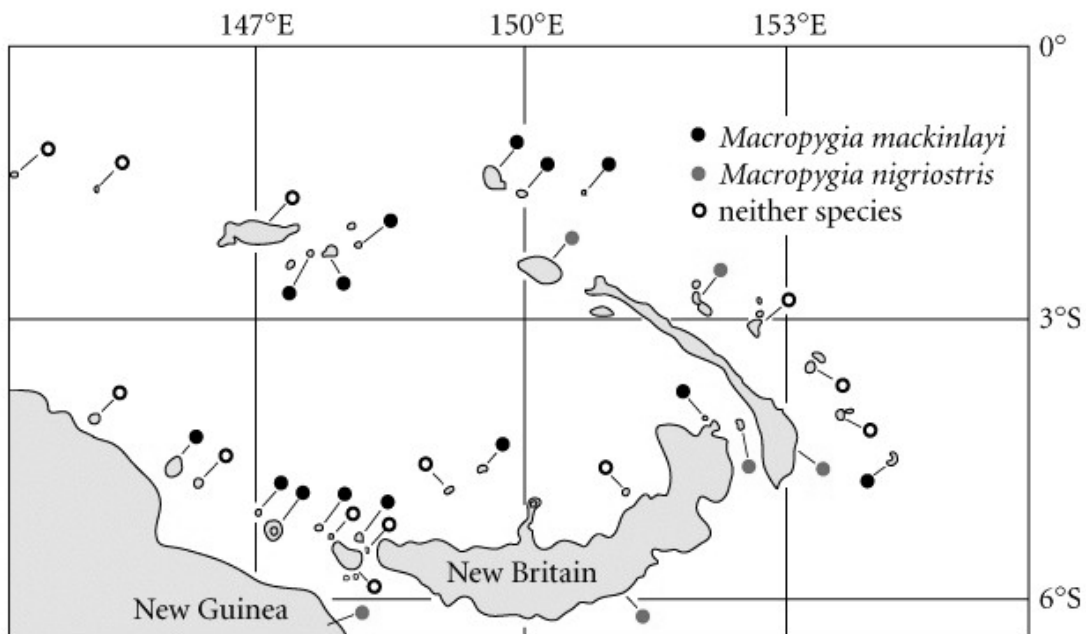 147°E 150°E 153°E
0°
Macropygia mackinlayi
Macropygia nigriostris
neither species
3°S
New Britain
6°S
New Guinea